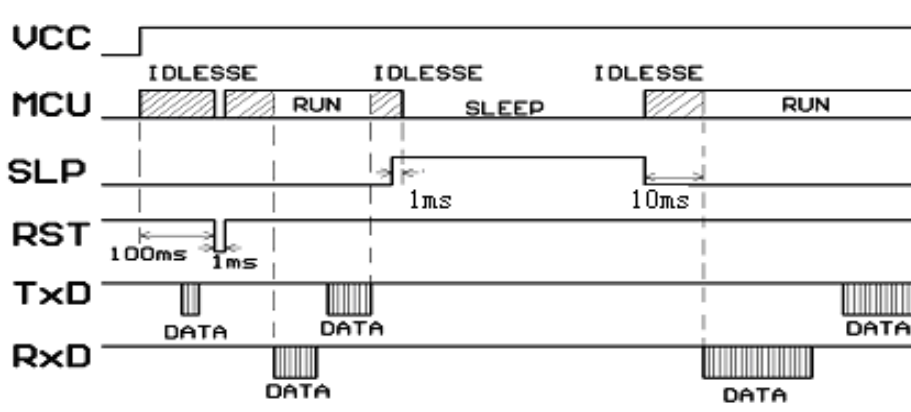 VCC
IDLESSE IDLESSE IDLESSE
MCU RUN SLEEP RUN
SLP
1ms 10ms
RST
100ms 1ms
TxD
DATA DATA DATA
RxD
DATA DATA